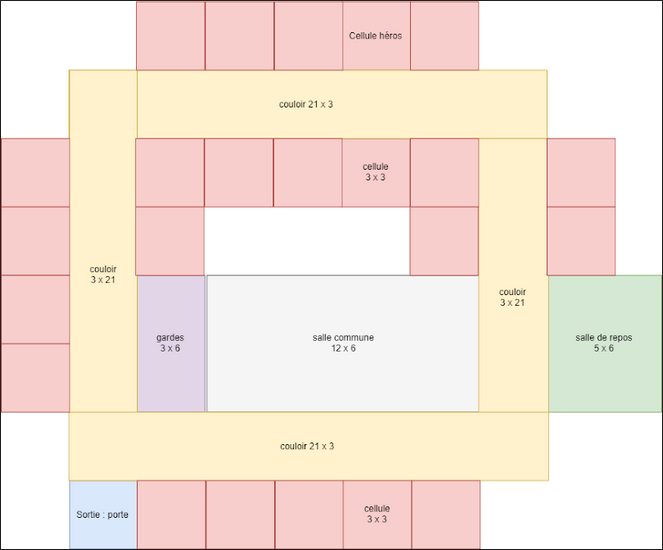 Cellule héros
couloir 21 x 3
cellule
3 x 3
couloir
3 x 21
couloir
3 x 21
gardes
3 x 6
salle commune
12 x 6
salle de repos
5 x 6
couloir 21 x 3
Sortie : porte
cellule
3 x 3